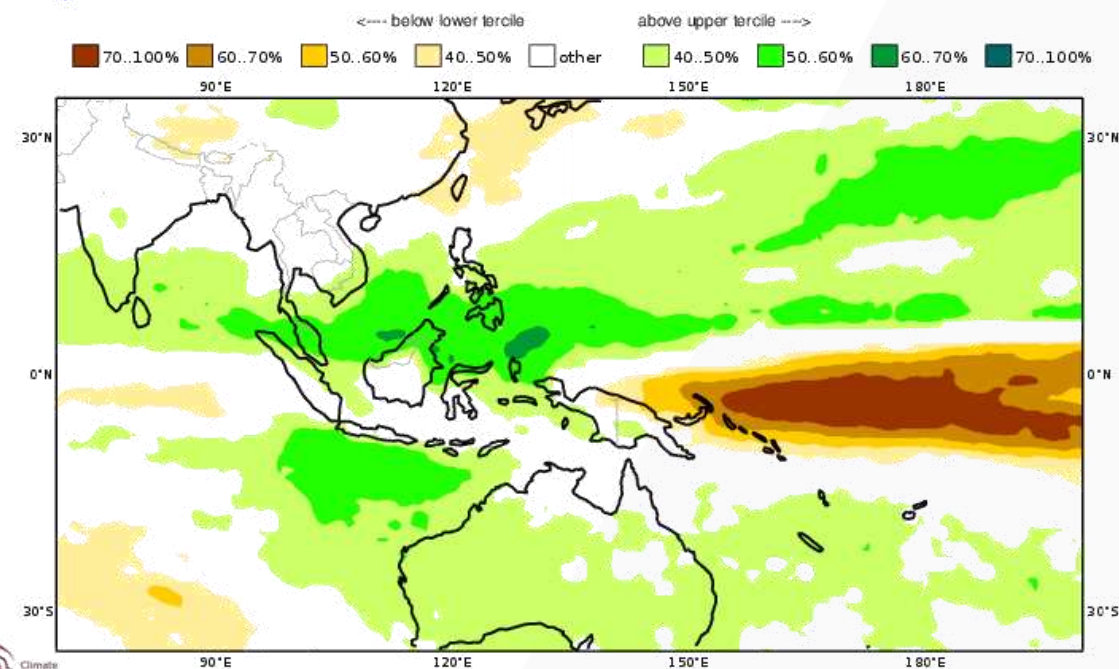 <---- below lower tercile above upper tercile ---->
70..100% 60..70% 50..60% 40..50% other 40..50% 50..60% 60..70% 70..100%
90°E 120°E 150°E 180°E
30°N 30°N
0°N 0°N
30°S 30°S
90°E 120°E 150°E 180°E
Climate